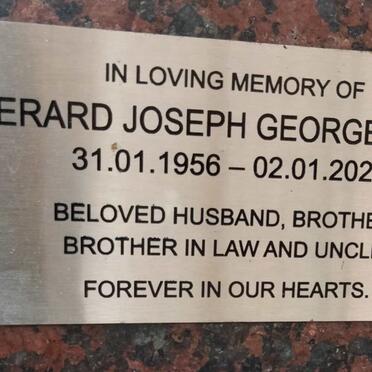 IN LOVING MEMORY OF
ERARD JOSEPH GEORGE
31.01.1956 – 02.01.202
BELOVED HUSBAND, BROTHE
BROTHER IN LAW AND UNCL
FOREVER IN OUR HEARTS.